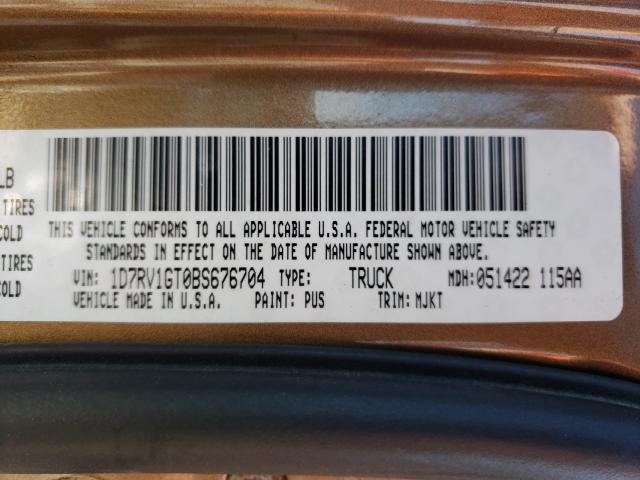 LB
TIRES
COLD
TIRES
COLD
THIS VEHICLE CONFORMS TO ALL APPLICABLE U.S.A. FEDERAL MOTOR VEHICLE SAFETY
STANDARDS IN EFFECT ON THE DATE OF MANUFACTURE SHOWN ABOVE.
VIN: 1D7RV1GT0BS676704 TYPE: TRUCK MDH: 051422 115AA
VEHICLE MADE IN U.S.A. PAINT: PUS TRIM: MJKT